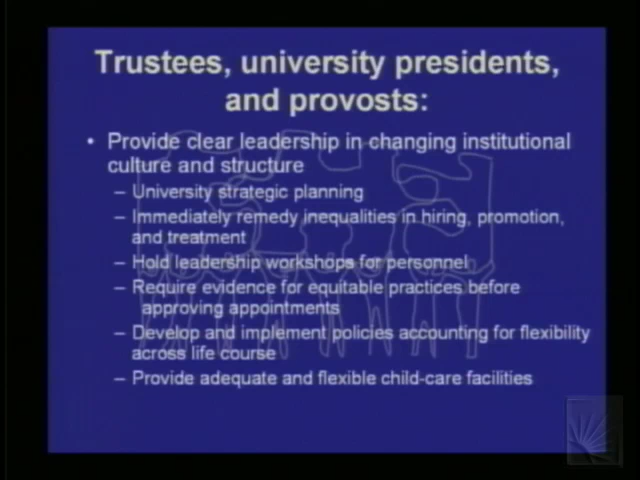 Trustees, university presidents,
and provosts:
• Provide clear leadership in changing institutional
culture and structure
– University strategic planning
– Immediately remedy inequalities in hiring, promotion,
and treatment
– Hold leadership workshops for personnel
– Require evidence for equitable practices before
approving appointments
– Develop and implement policies accounting for flexibility
across life course
– Provide adequate and flexible child-care facilities